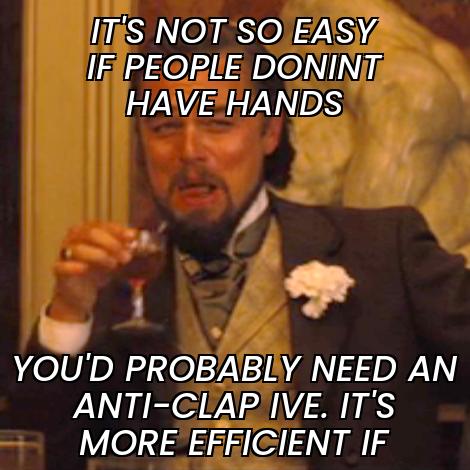 IT'S NOT SO EASY
IF PEOPLE DONINT
HAVE HANDS
YOU'D PROBABLY NEED AN
ANTI-CLAP IVE. IT'S
MORE EFFICIENT IF